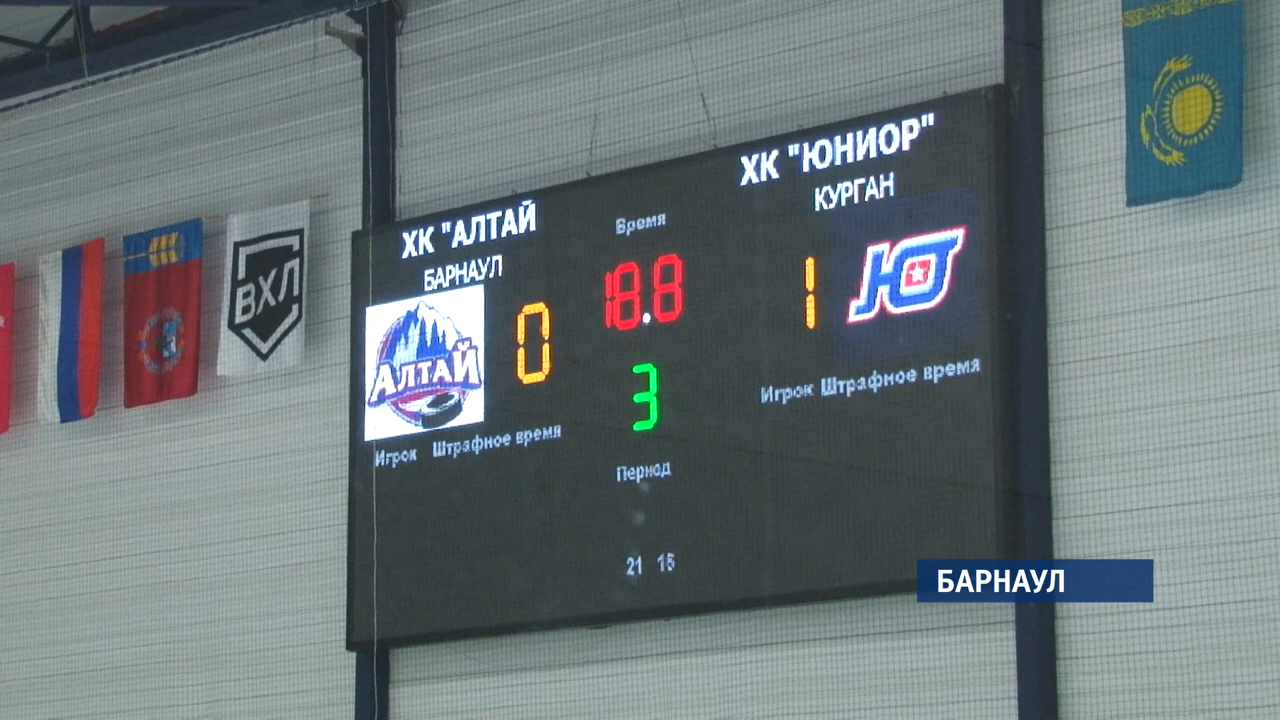 ХК "АЛТАЙ
БАРНАУЛ
АЛТАЙ
0
Игрок Штрафное время
Время
18.8
3
Период
21 15
ХК "ЮНИОР"
КУРГАН
1
Ю
Игрок Штрафное время
ВХЛ
БАРНАУЛ